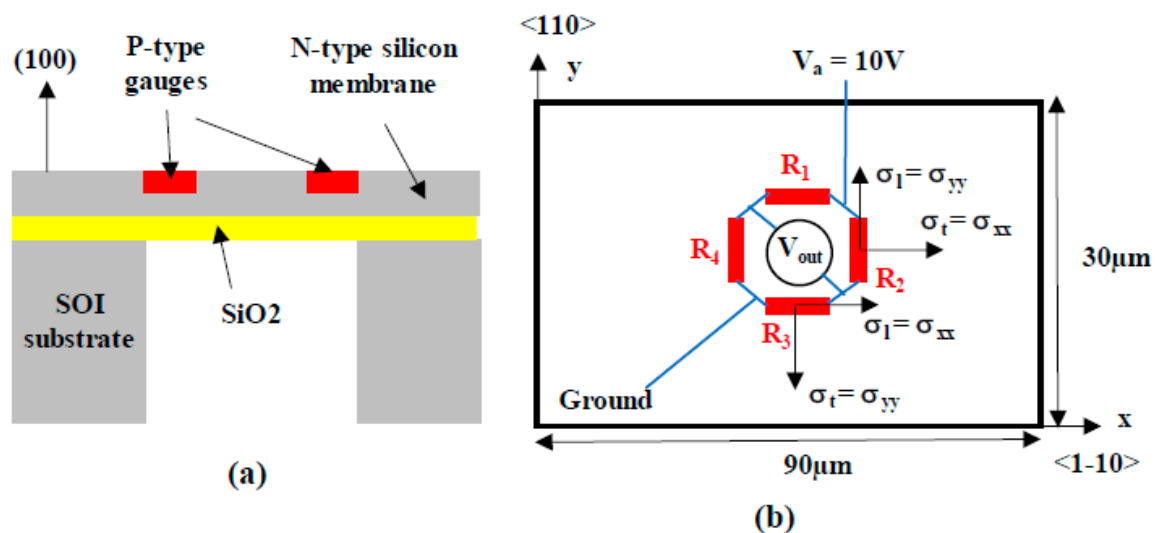 (100)
P-type
gauges
N-type silicon
membrane
SOI
substrate
SiO2
(a)
<110>
y
Vₐ = 10V
R₁
σₗ = σyy
σₜ = σₓₓ
R₄
Vout
R₂
30µm
R₃
σₗ = σₓₓ
Ground
σₜ = σyy
x
90µm
<1-10>
(b)